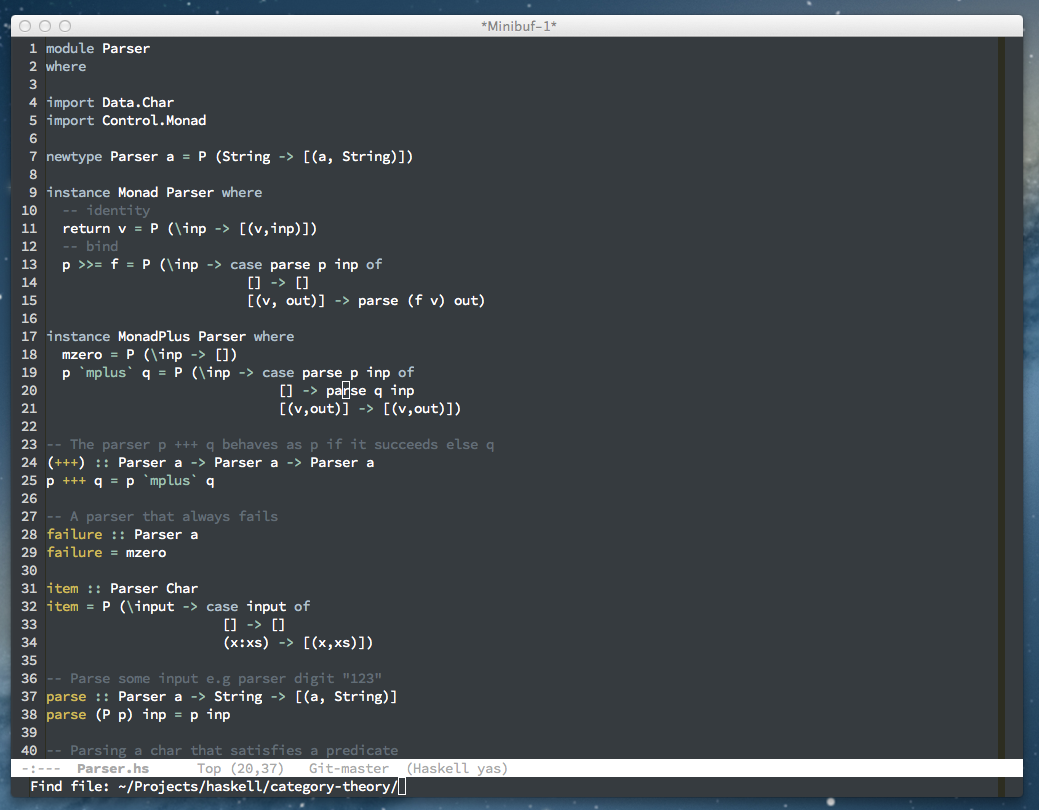 *Minibuf-1*
1 module Parser
2 where
3
4 import Data.Char
5 import Control.Monad
6
7 newtype Parser a = P (String -> [(a, String)])
8
9 instance Monad Parser where
10   -- identity
11   return v = P (\inp -> [(v,inp)])
12   -- bind
13   p >>= f = P (\inp -> case parse p inp of
14                          [] -> []
15                          [(v, out)] -> parse (f v) out)
16
17 instance MonadPlus Parser where
18   mzero = P (\inp -> [])
19   p `mplus` q = P (\inp -> case parse p inp of
20                              [] -> parse q inp
21                              [(v,out)] -> [(v,out)])
22
23 -- The parser p +++ q behaves as p if it succeeds else q
24 (+++) :: Parser a -> Parser a -> Parser a
25 p +++ q = p `mplus` q
26
27 -- A parser that always fails
28 failure :: Parser a
29 failure = mzero
30
31 item :: Parser Char
32 item = P (\input -> case input of
33                       [] -> []
34                       (x:xs) -> [(x,xs)])
35
36 -- Parse some input e.g parser digit "123"
37 parse :: Parser a -> String -> [(a, String)]
38 parse (P p) inp = p inp
39
40 -- Parsing a char that satisfies a predicate
-:---  Parser.hs      Top (20,37)   Git-master  (Haskell yas)
Find file: ~/Projects/haskell/category-theory/